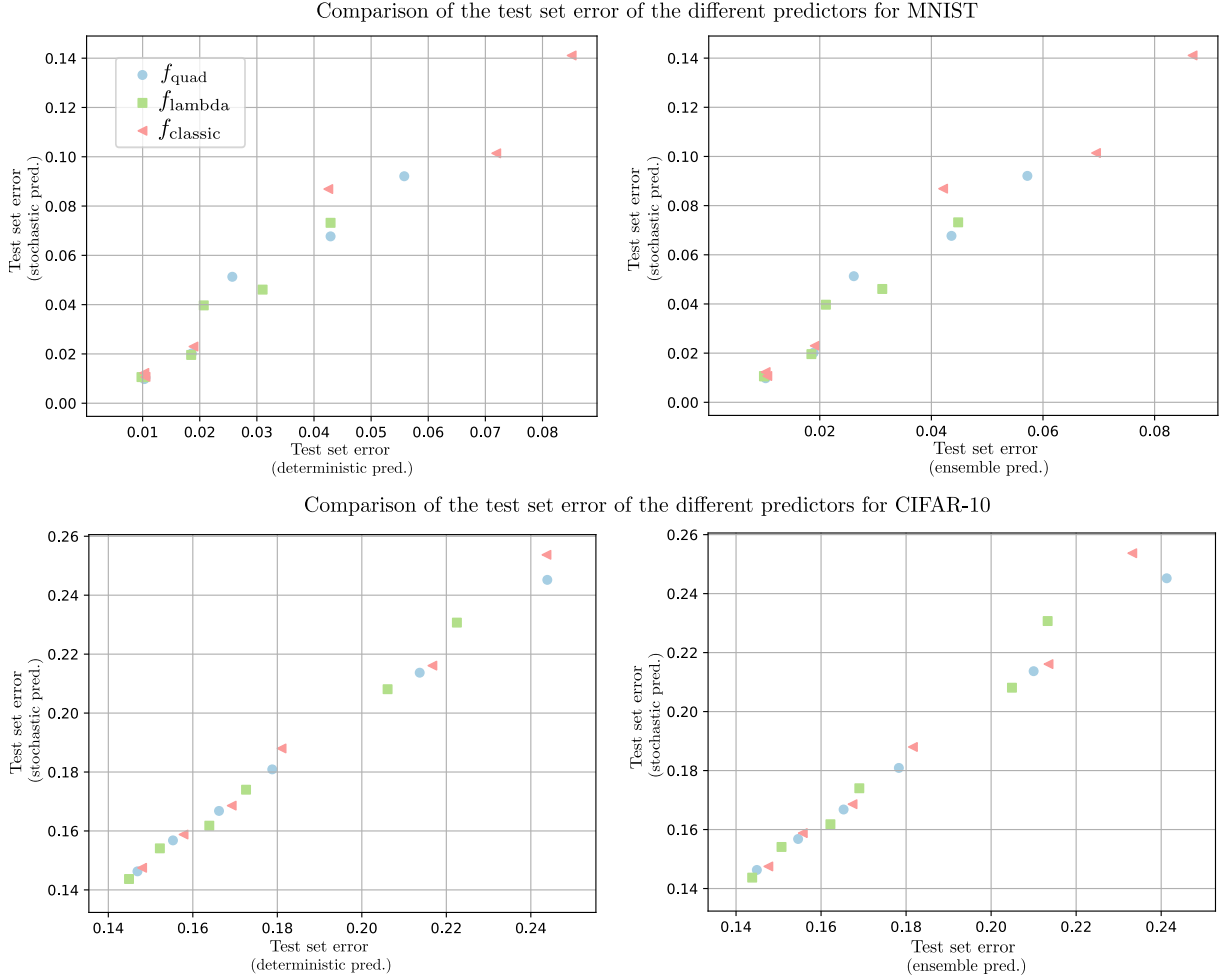 Comparison of the test set error of the different predictors for MNIST
0.14
0.12
0.10
0.08
0.06
0.04
0.02
0.00
Test set error
(stochastic pred.)
f_quad
f_lambda
f_classic
0.01 0.02 0.03 0.04 0.05 0.06 0.07 0.08
Test set error
(deterministic pred.)
0.14
0.12
0.10
0.08
0.06
0.04
0.02
0.00
Test set error
(stochastic pred.)
0.02 0.04 0.06 0.08
Test set error
(ensemble pred.)
Comparison of the test set error of the different predictors for CIFAR-10
0.26
0.24
0.22
0.20
0.18
0.16
0.14
Test set error
(stochastic pred.)
0.14 0.16 0.18 0.20 0.22 0.24
Test set error
(deterministic pred.)
0.26
0.24
0.22
0.20
0.18
0.16
0.14
Test set error
(stochastic pred.)
0.14 0.16 0.18 0.20 0.22 0.24
Test set error
(ensemble pred.)